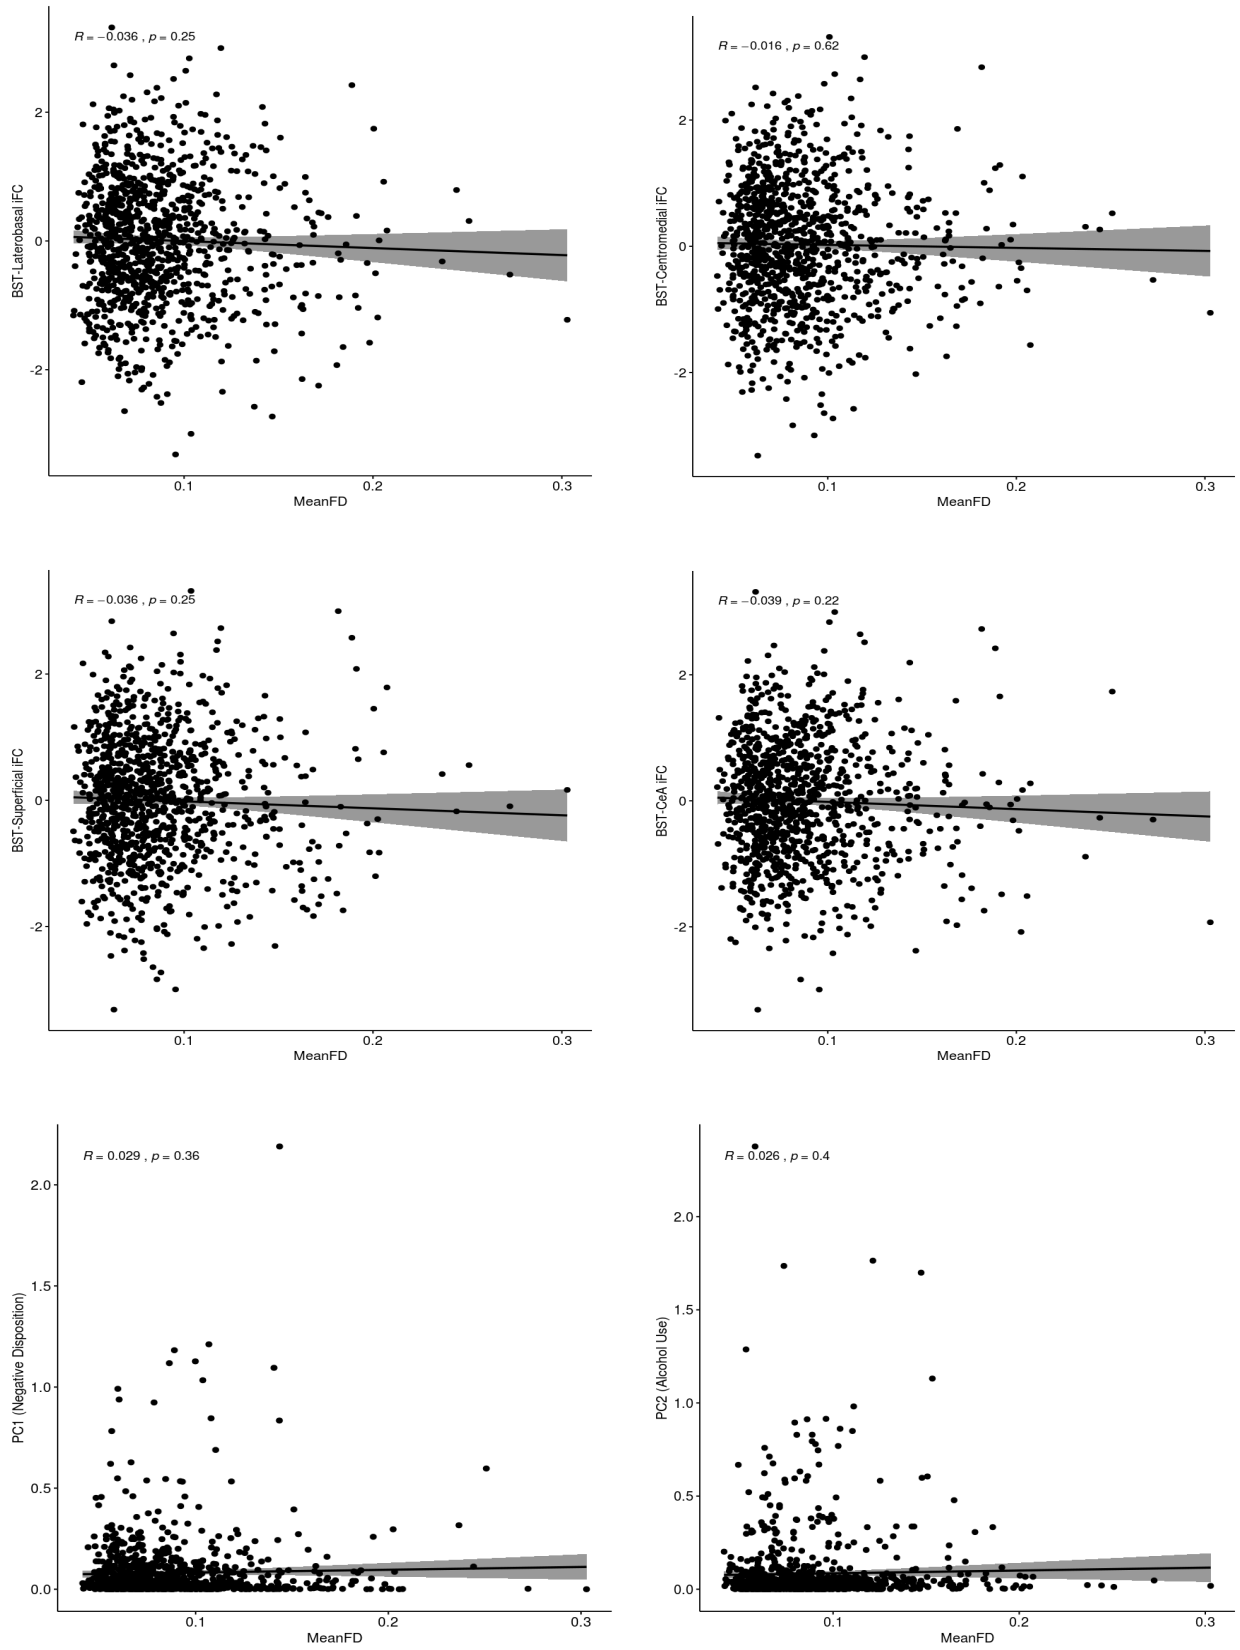 R = −0.036 , p = 0.25
BST-Laterobasal iFC
2
0
-2
0.1 0.2 0.3
MeanFD
R = −0.016 , p = 0.62
BST-Centromedial iFC
2
0
-2
0.1 0.2 0.3
MeanFD
R = −0.036 , p = 0.25
BST-Superficial iFC
2
0
-2
0.1 0.2 0.3
MeanFD
R = −0.039 , p = 0.22
BST-CeA iFC
2
0
-2
0.1 0.2 0.3
MeanFD
R = 0.029 , p = 0.36
PC1 (Negative Disposition)
2.0
1.5
1.0
0.5
0.0
0.1 0.2 0.3
MeanFD
R = 0.026 , p = 0.4
PC2 (Alcohol Use)
2.0
1.5
1.0
0.5
0.0
0.1 0.2 0.3
MeanFD